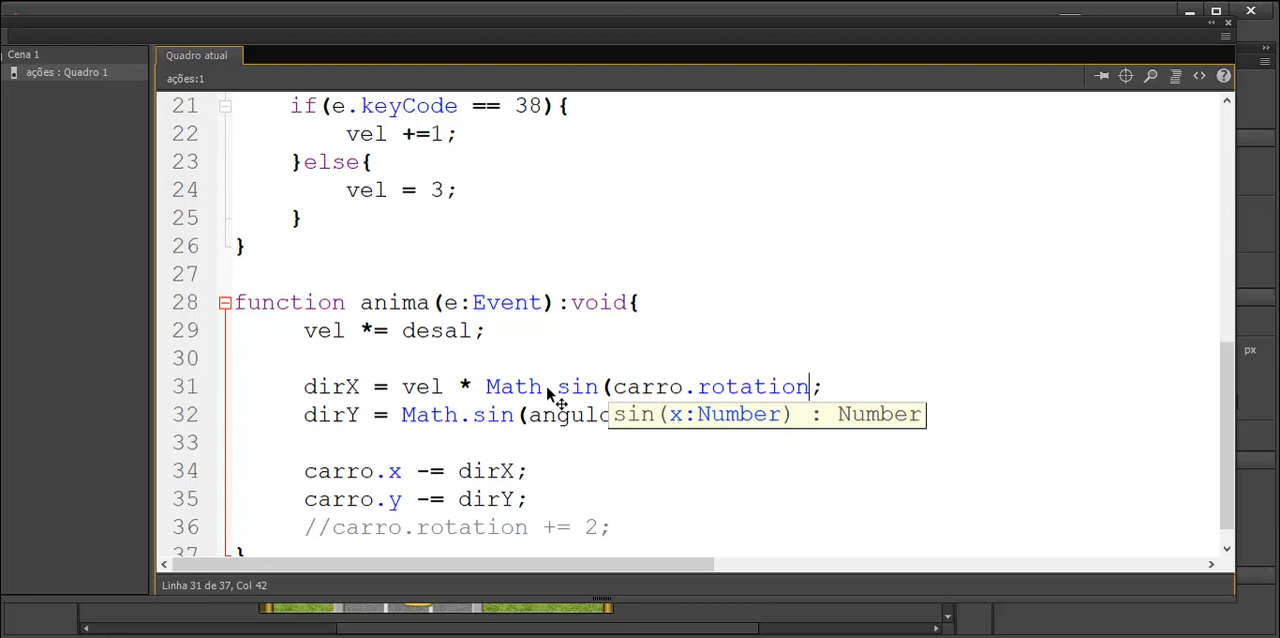 Cena 1
Quadro atual
ações : Quadro 1
ações:1
21 if(e.keyCode == 38){
22 vel +=1;
23 }else{
24 vel = 3;
25 }
26 }
27
28 function anima(e:Event):void{
29 vel *= desal;
30
31 dirX = vel * Math.sin(carro.rotation;
32 dirY = Math.sin(angulo
sin(x:Number) : Number
33
34 carro.x -= dirX;
35 carro.y -= dirY;
36 //carro.rotation += 2;
37 }
Linha 31 de 37, Col 42
px